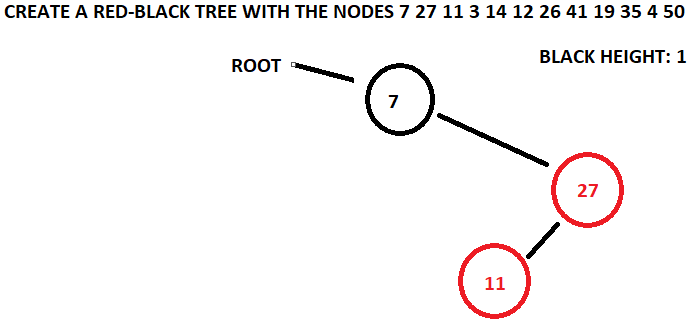 CREATE A RED-BLACK TREE WITH THE NODES 7 27 11 3 14 12 26 41 19 35 4 50
BLACK HEIGHT: 1
ROOT
7
27
11